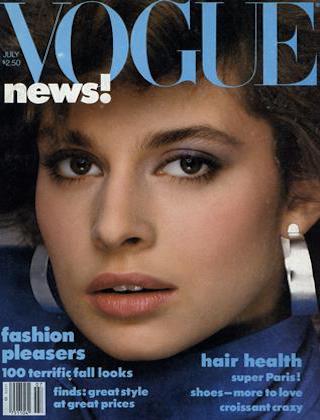 VOGUE
JULY
$2.50
news!
fashion
pleasers
100 terrific fall looks
finds: great style
at great prices
hair health
super Paris!
shoes—more to love
croissant crazy